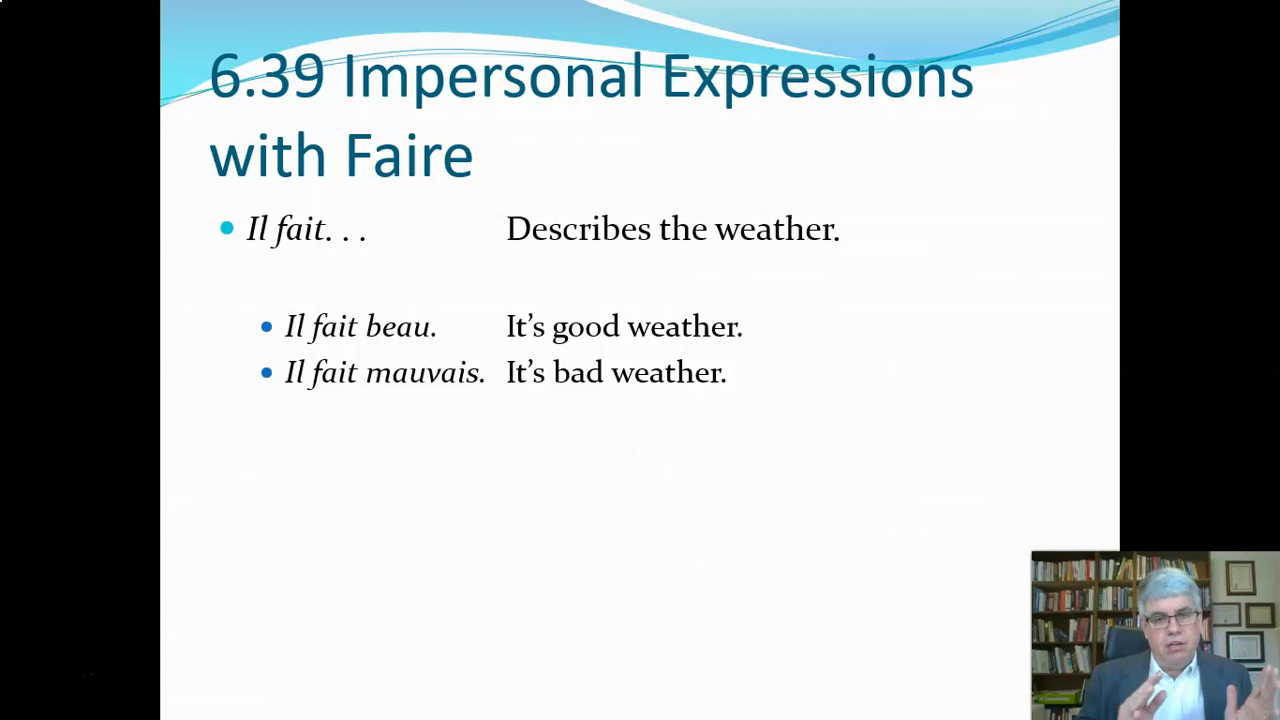 6.39 Impersonal Expressions
with Faire
Il fait. . . Describes the weather.
Il fait beau. It’s good weather.
Il fait mauvais. It’s bad weather.